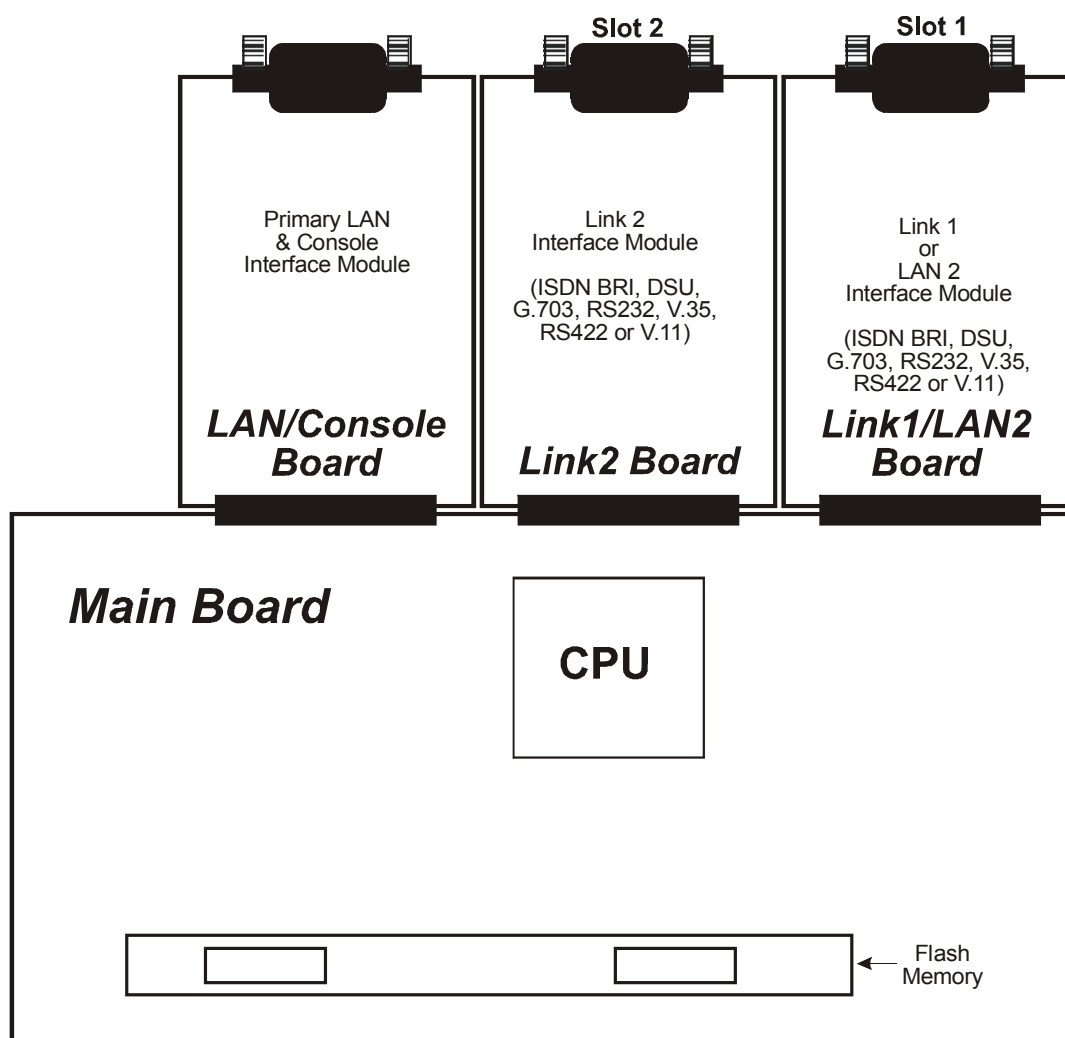 Slot 2
Slot 1
Primary LAN
& Console
Interface Module
LAN/Console
Board
Link 2
Interface Module
(ISDN BRI, DSU,
G.703, RS232, V.35,
RS422 or V.11)
Link2 Board
Link 1
or
LAN 2
Interface Module
(ISDN BRI, DSU,
G.703, RS232, V.35,
RS422 or V.11)
Link1/LAN2
Board
Main Board
CPU
Flash
Memory